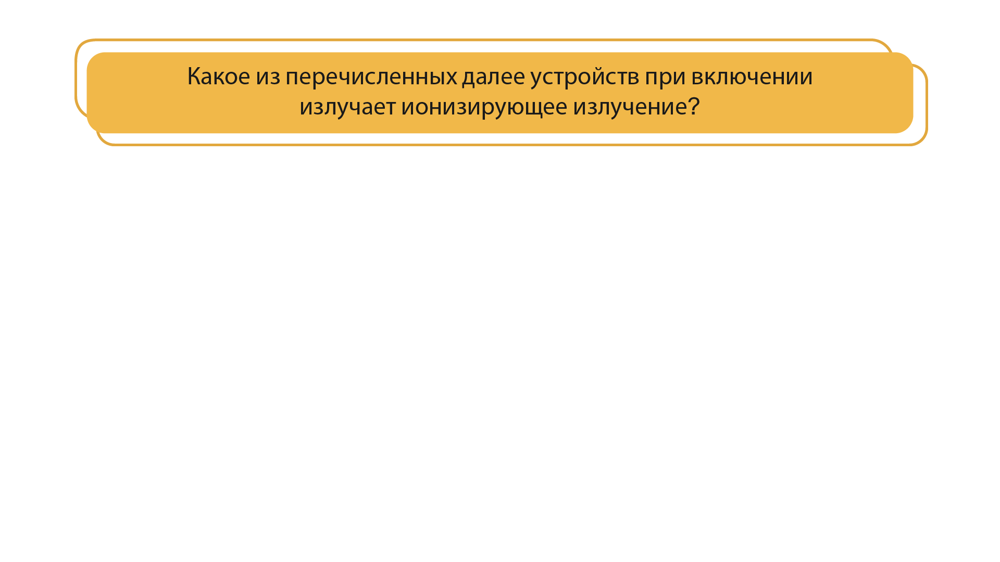 Какое из перечисленных далее устройств при включении
излучает ионизирующее излучение?